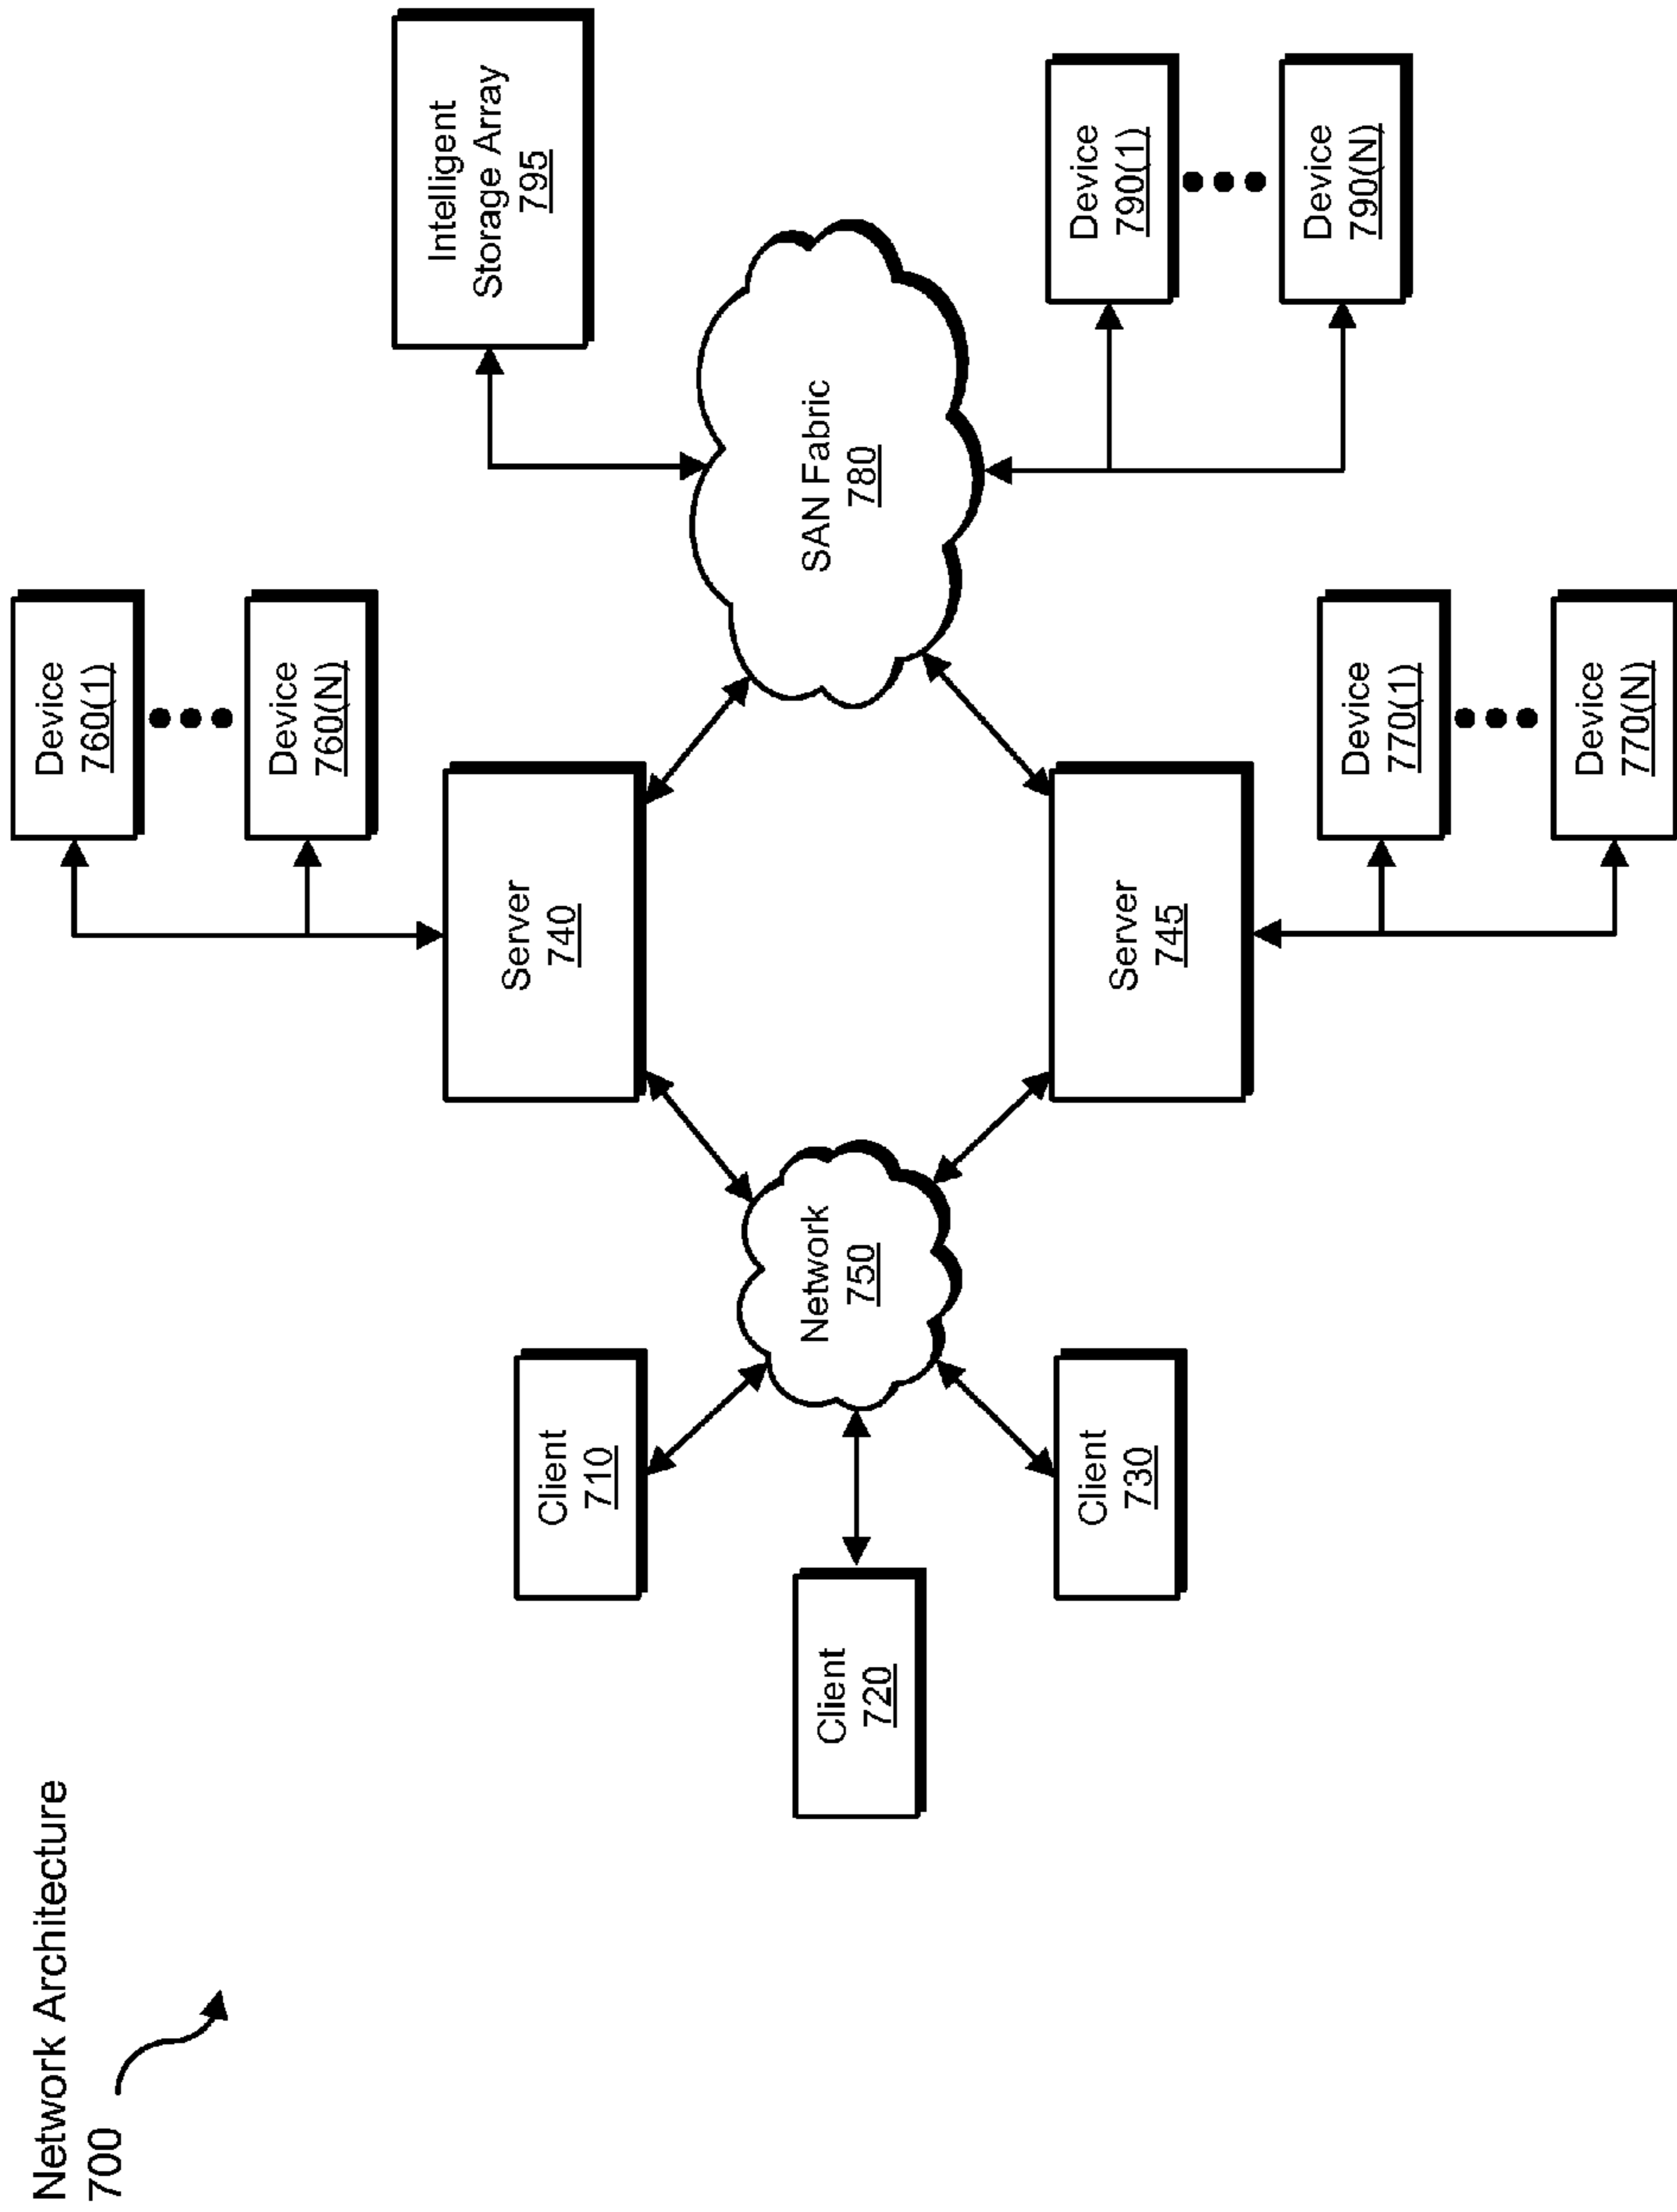 Network Architecture
700
Device
760(1)
Device
760(N)
Intelligent
Storage Array
795
Client
710
Server
740
Client
720
Network
750
SAN Fabric
780
Client
730
Server
745
Device
790(1)
Device
790(N)
Device
770(1)
Device
770(N)